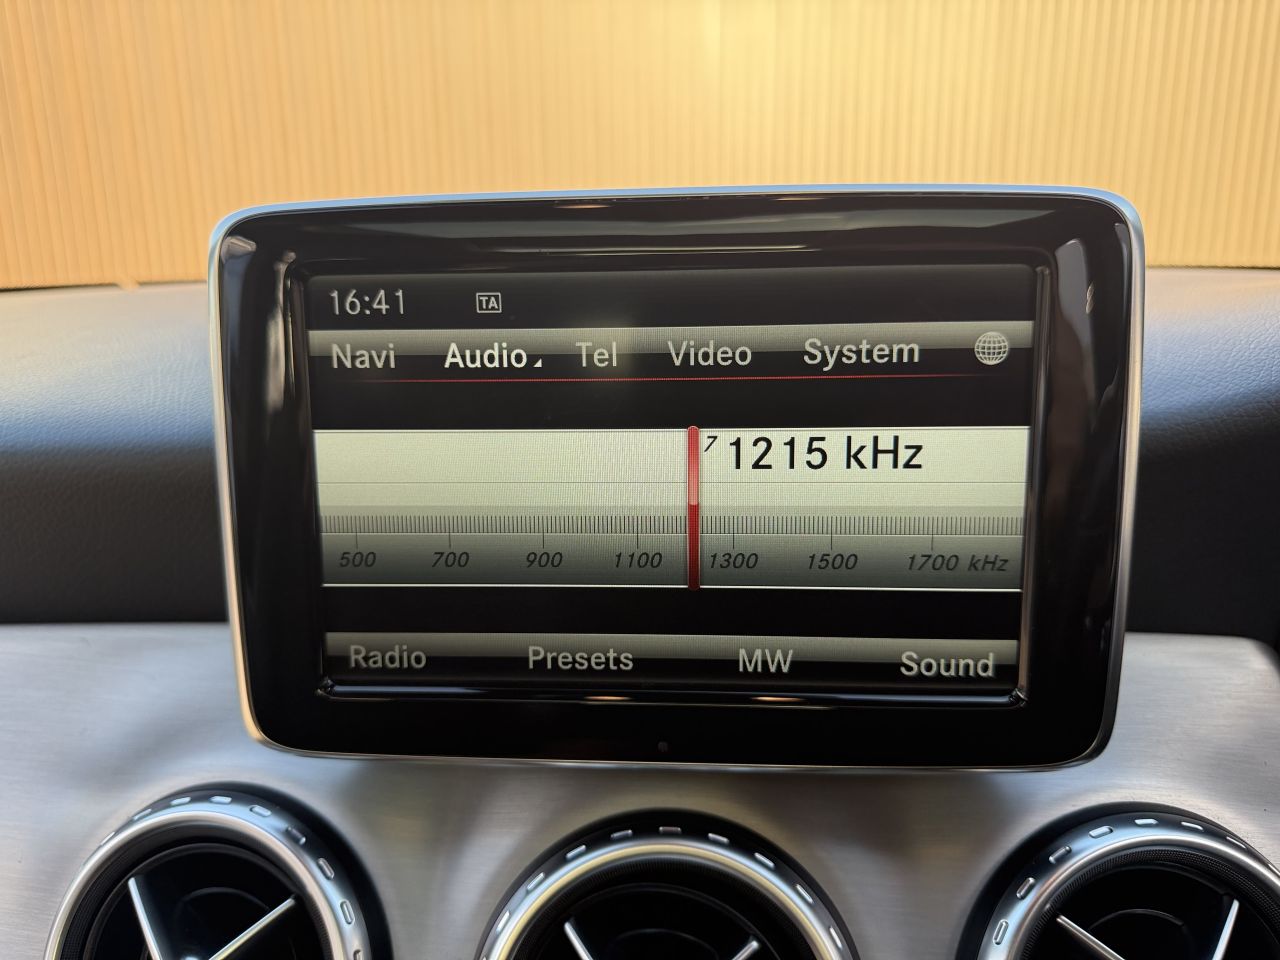 16:41 TA
Navi Audio Tel Video System
7 1215 kHz
500 700 900 1100 1300 1500 1700 kHz
Radio Presets MW Sound